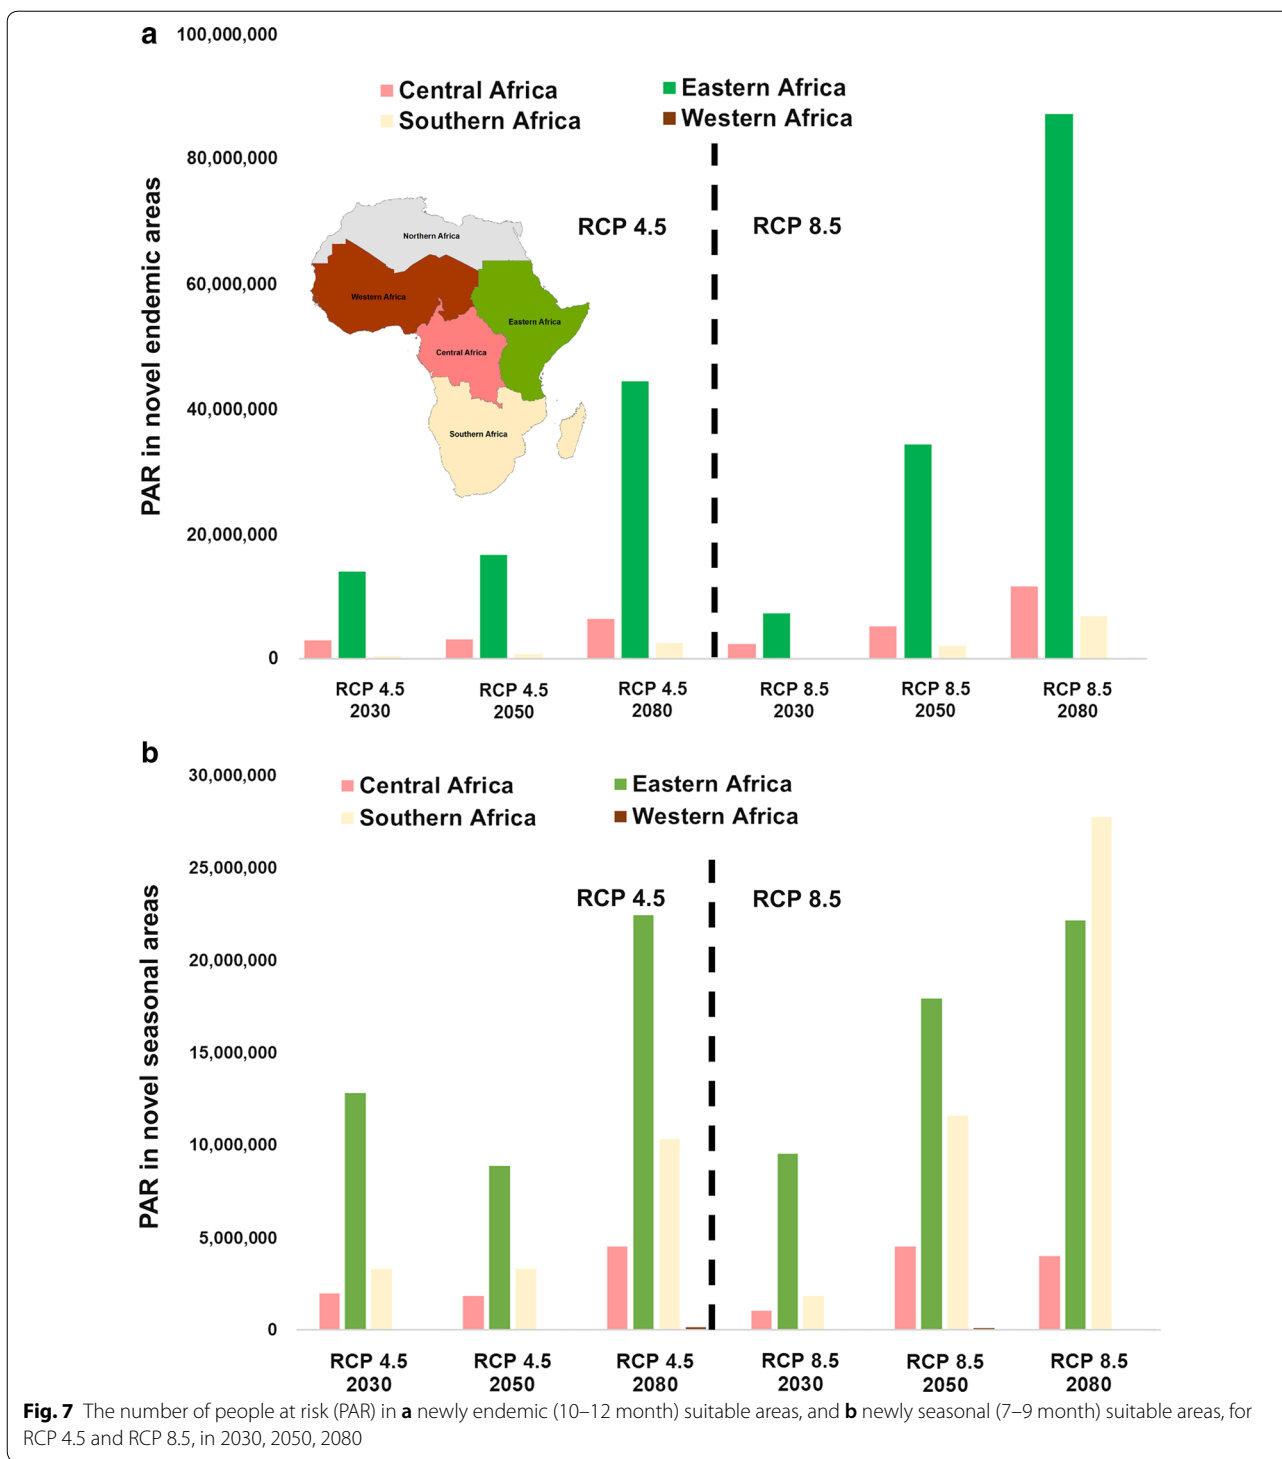 a
100,000,000
Central Africa
Eastern Africa
Southern Africa
Western Africa
80,000,000
60,000,000
40,000,000
20,000,000
0
PAR in novel endemic areas
RCP 4.5
RCP 8.5
Northern Africa
Western Africa
Eastern Africa
Central Africa
Southern Africa
RCP 4.5
2030
RCP 4.5
2050
RCP 4.5
2080
RCP 8.5
2030
RCP 8.5
2050
RCP 8.5
2080
b
30,000,000
Central Africa
Eastern Africa
Southern Africa
Western Africa
25,000,000
20,000,000
15,000,000
10,000,000
5,000,000
0
PAR in novel seasonal areas
RCP 4.5
RCP 8.5
RCP 4.5
2030
RCP 4.5
2050
RCP 4.5
2080
RCP 8.5
2030
RCP 8.5
2050
RCP 8.5
2080
Fig. 7 The number of people at risk (PAR) in a newly endemic (10–12 month) suitable areas, and b newly seasonal (7–9 month) suitable areas, for
RCP 4.5 and RCP 8.5, in 2030, 2050, 2080